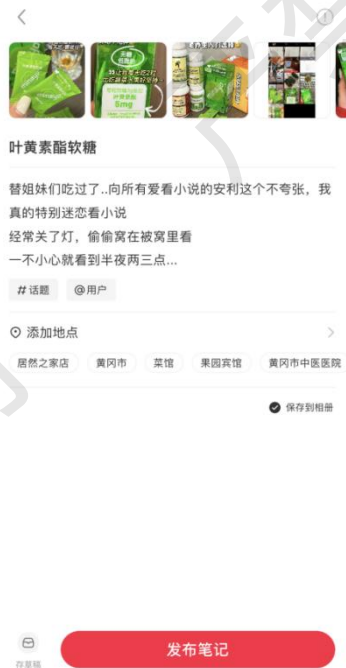 无糖
5mg
叶黄素酯软糖
替姐妹们吃过了..向所有爱看小说的安利这个不夸张，我
真的特别迷恋看小说
经常关了灯，偷偷窝在被窝里看
一不小心就看到半夜两三点...
#话题 @用户
添加地点
居然之家店 黄冈市 菜馆 果园宾馆 黄冈市中医医院
保存到相册
存草稿
发布笔记